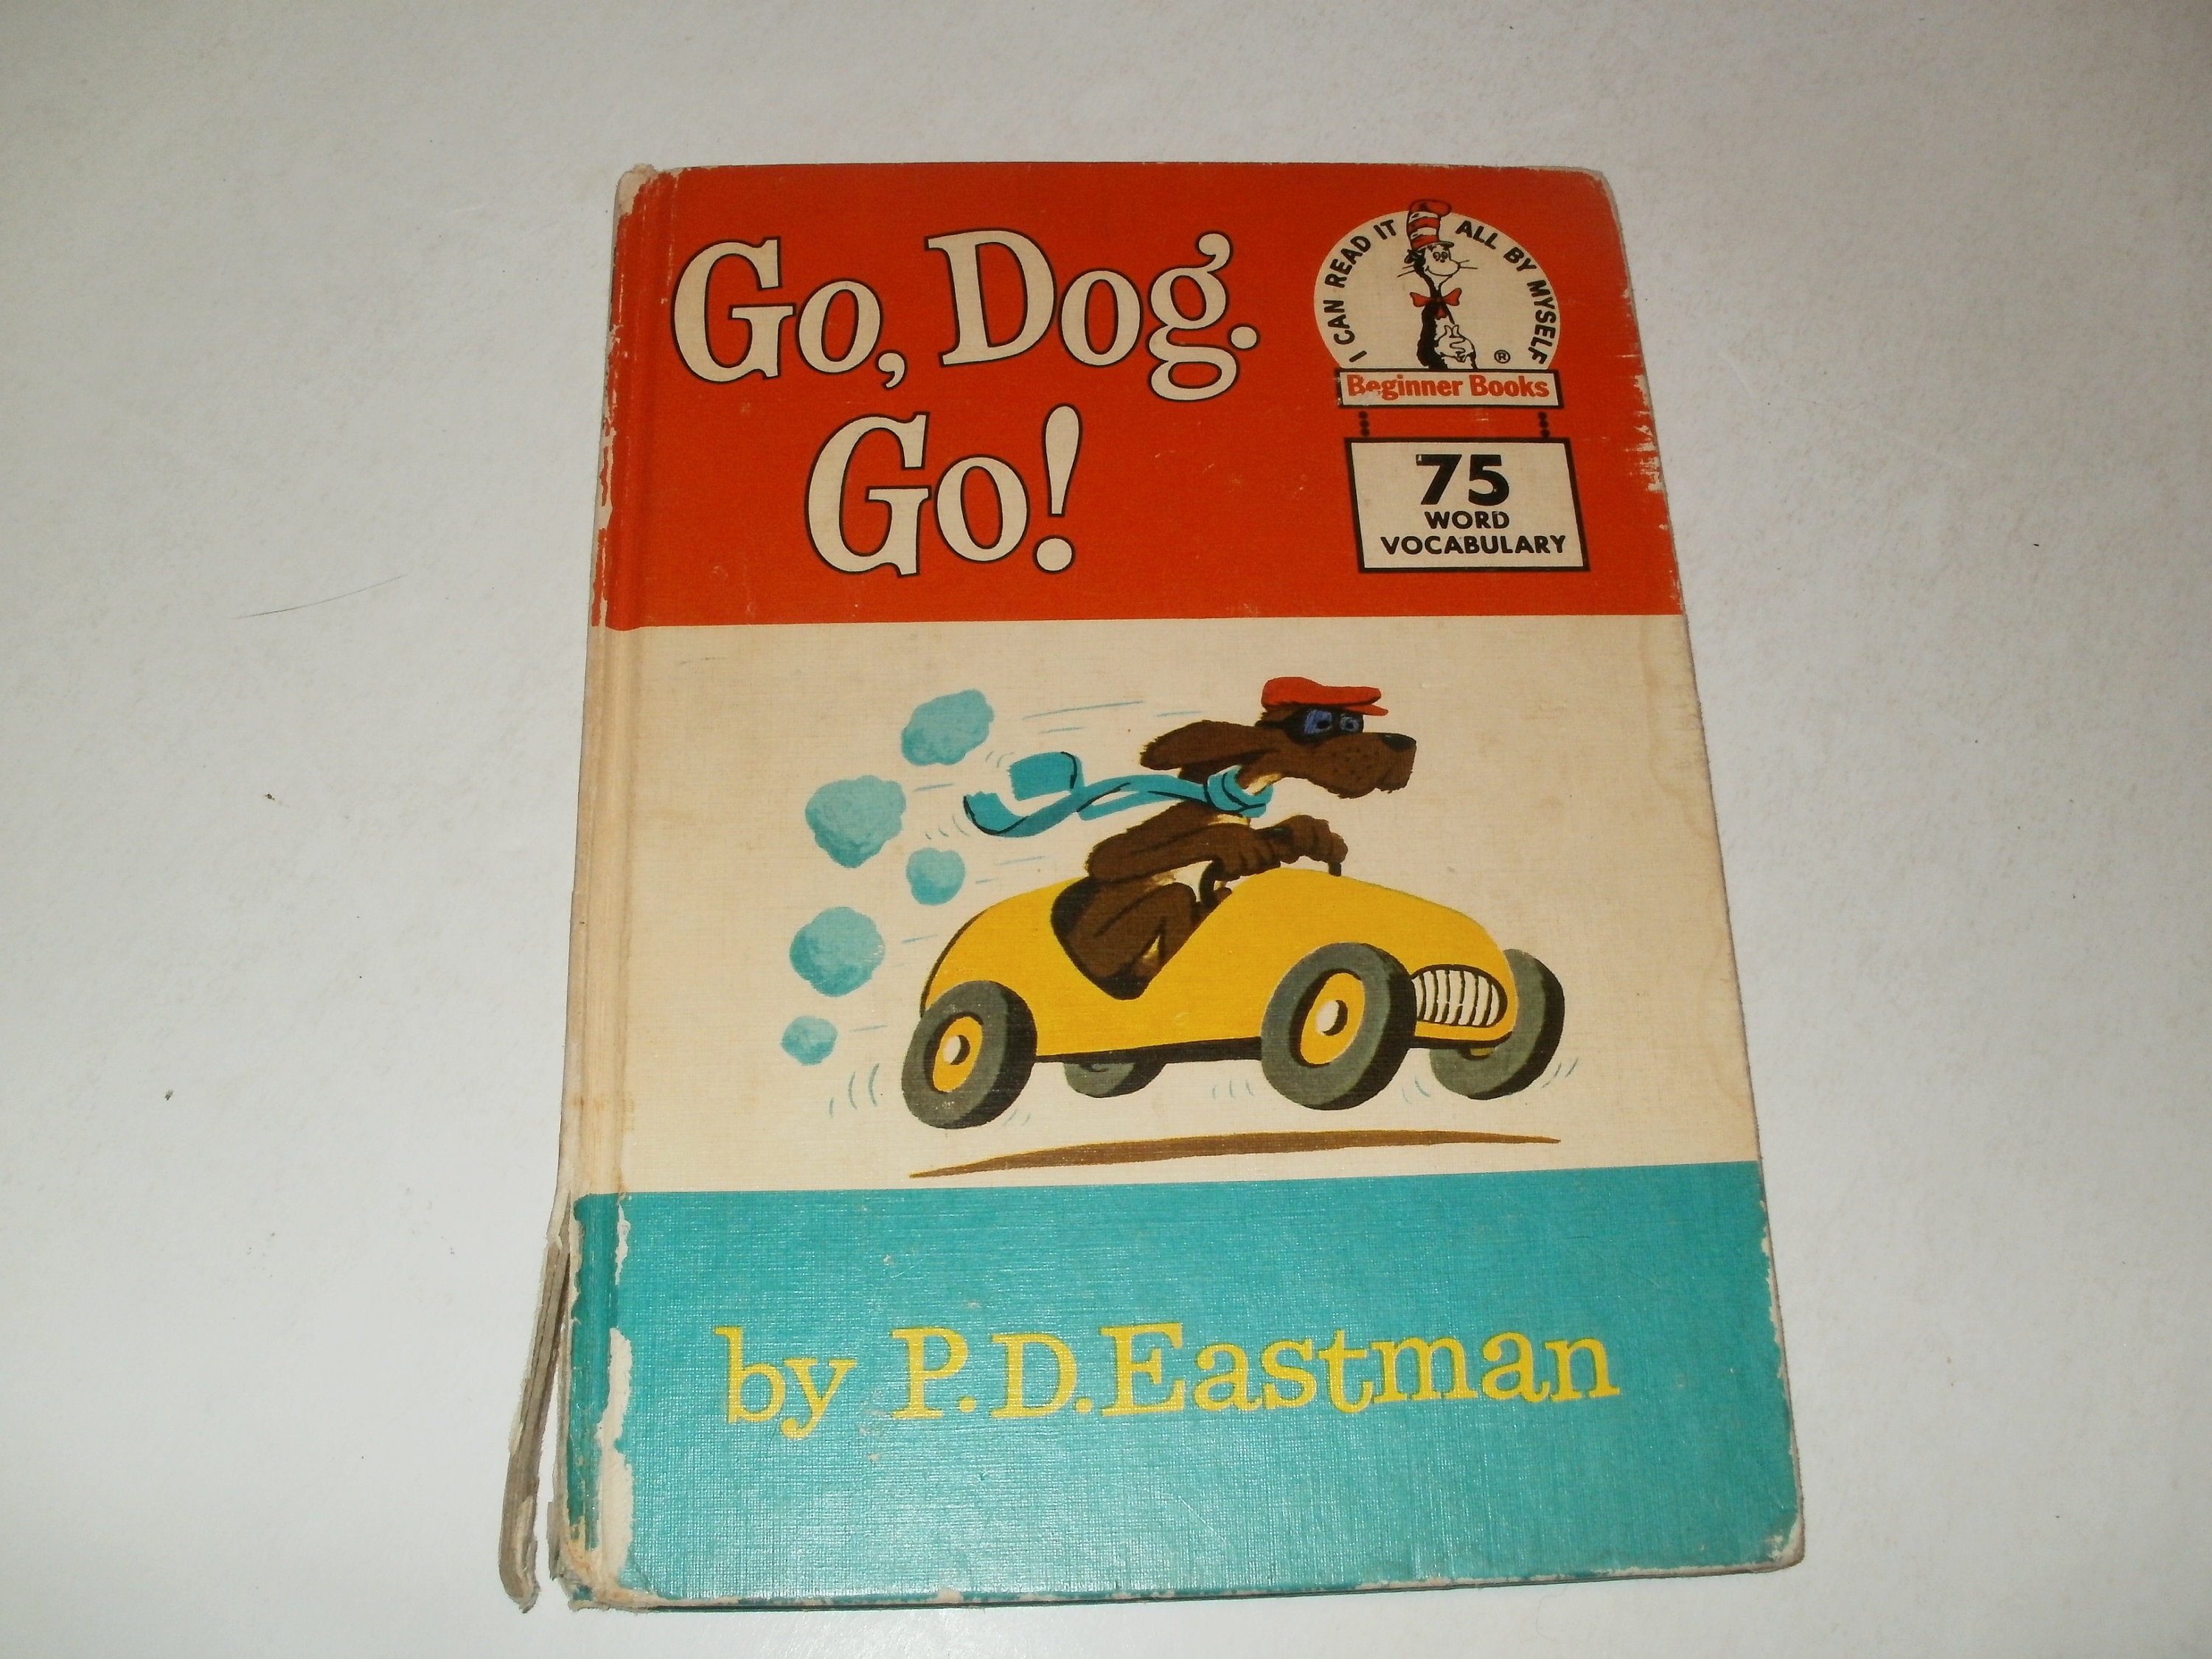 Go, Dog.
Go!
I CAN READ IT ALL BY MYSELF
®
Beginner Books
75
WORD
VOCABULARY
by P.D.Eastman